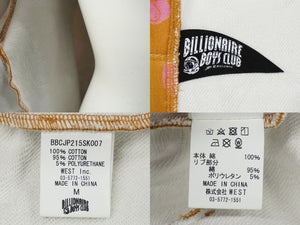 BILLIONAIRE
BOYS CLUB
BBCJP215SK007
100% COTTON
95% COTTON
5% POLYURETHANE
WEST Inc.
03-5772-1551
MADE IN CHINA
M
BILLIONAIRE
BOYS CLUB
本体 綿 100%
リブ部分
綿 95%
ポリウレタン 5%
MADE IN CHINA
株式会社 WEST
03-5772-1551